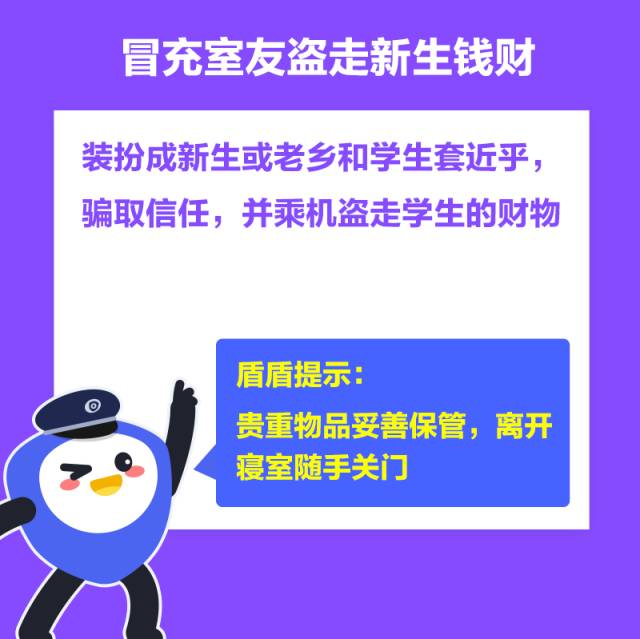 冒充室友盗走新生钱财
装扮成新生或老乡和学生套近乎，
骗取信任，并乘机盗走学生的财物
盾盾提示：
贵重物品妥善保管，离开
寝室随手关门